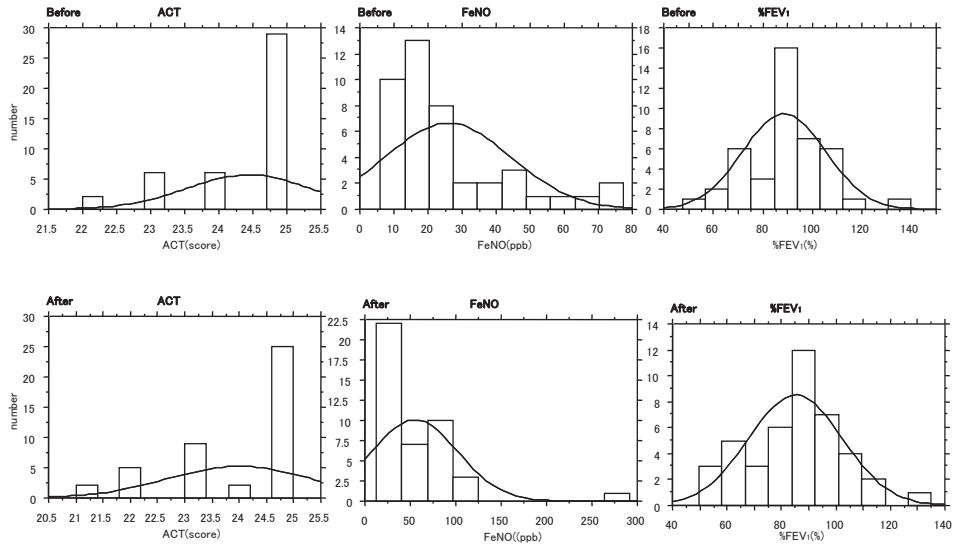 Before ACT
30
25
20
15
10
5
0
number
21.5 22 22.5 23 23.5 24 24.5 25 25.5
ACT(score)
Before FeNO
14
12
10
8
6
4
2
0
0 10 20 30 40 50 60 70 80
FeNO(ppb)
Before %FEV₁
18
16
14
12
10
8
6
4
2
0
40 60 80 100 120 140
%FEV₁(%)
After ACT
30
25
20
15
10
5
0
number
20.5 21 21.5 22 22.5 23 23.5 24 24.5 25 25.5
ACT(score)
After FeNO
22.5
20
17.5
15
12.5
10
7.5
5
2.5
0
0 50 100 150 200 250 300
FeNO((ppb)
After %FEV₁
14
12
10
8
6
4
2
0
40 60 80 100 120 140
%FEV₁(%)